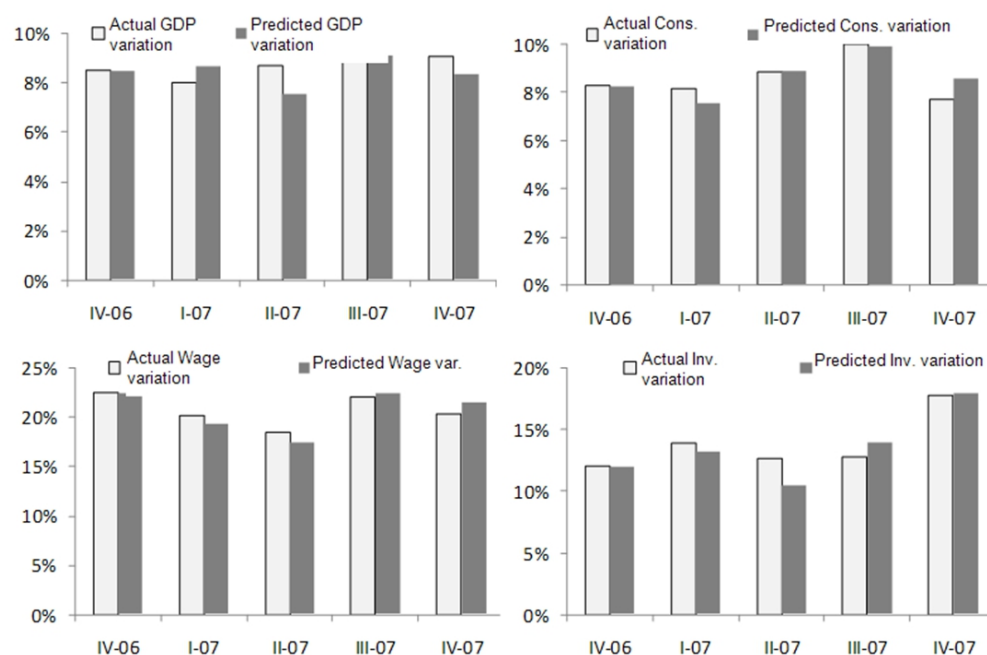 Actual GDP
variation
Predicted GDP
variation
10%
8%
6%
4%
2%
0%
IV-06
I-07
II-07
III-07
IV-07
Actual Cons.
variation
Predicted Cons. variation
10%
8%
6%
4%
2%
0%
IV-06
I-07
II-07
III-07
IV-07
Actual Wage
variation
Predicted Wage var.
25%
20%
15%
10%
5%
0%
IV-06
I-07
II-07
III-07
IV-07
Actual Inv.
variation
Predicted Inv. variation
20%
15%
10%
5%
0%
IV-06
I-07
II-07
III-07
IV-07